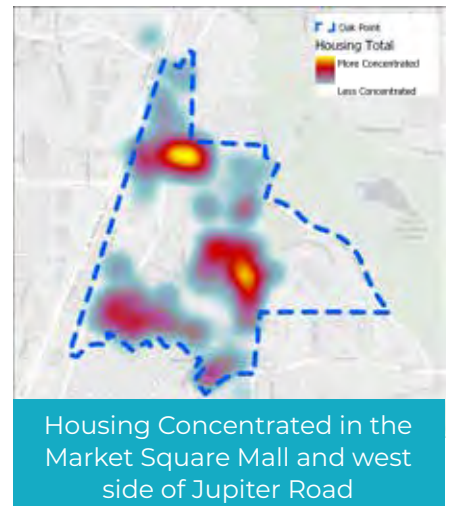 Oak Point
Housing Total
More Concentrated
Less Concentrated
Housing Concentrated in the
Market Square Mall and west
side of Jupiter Road